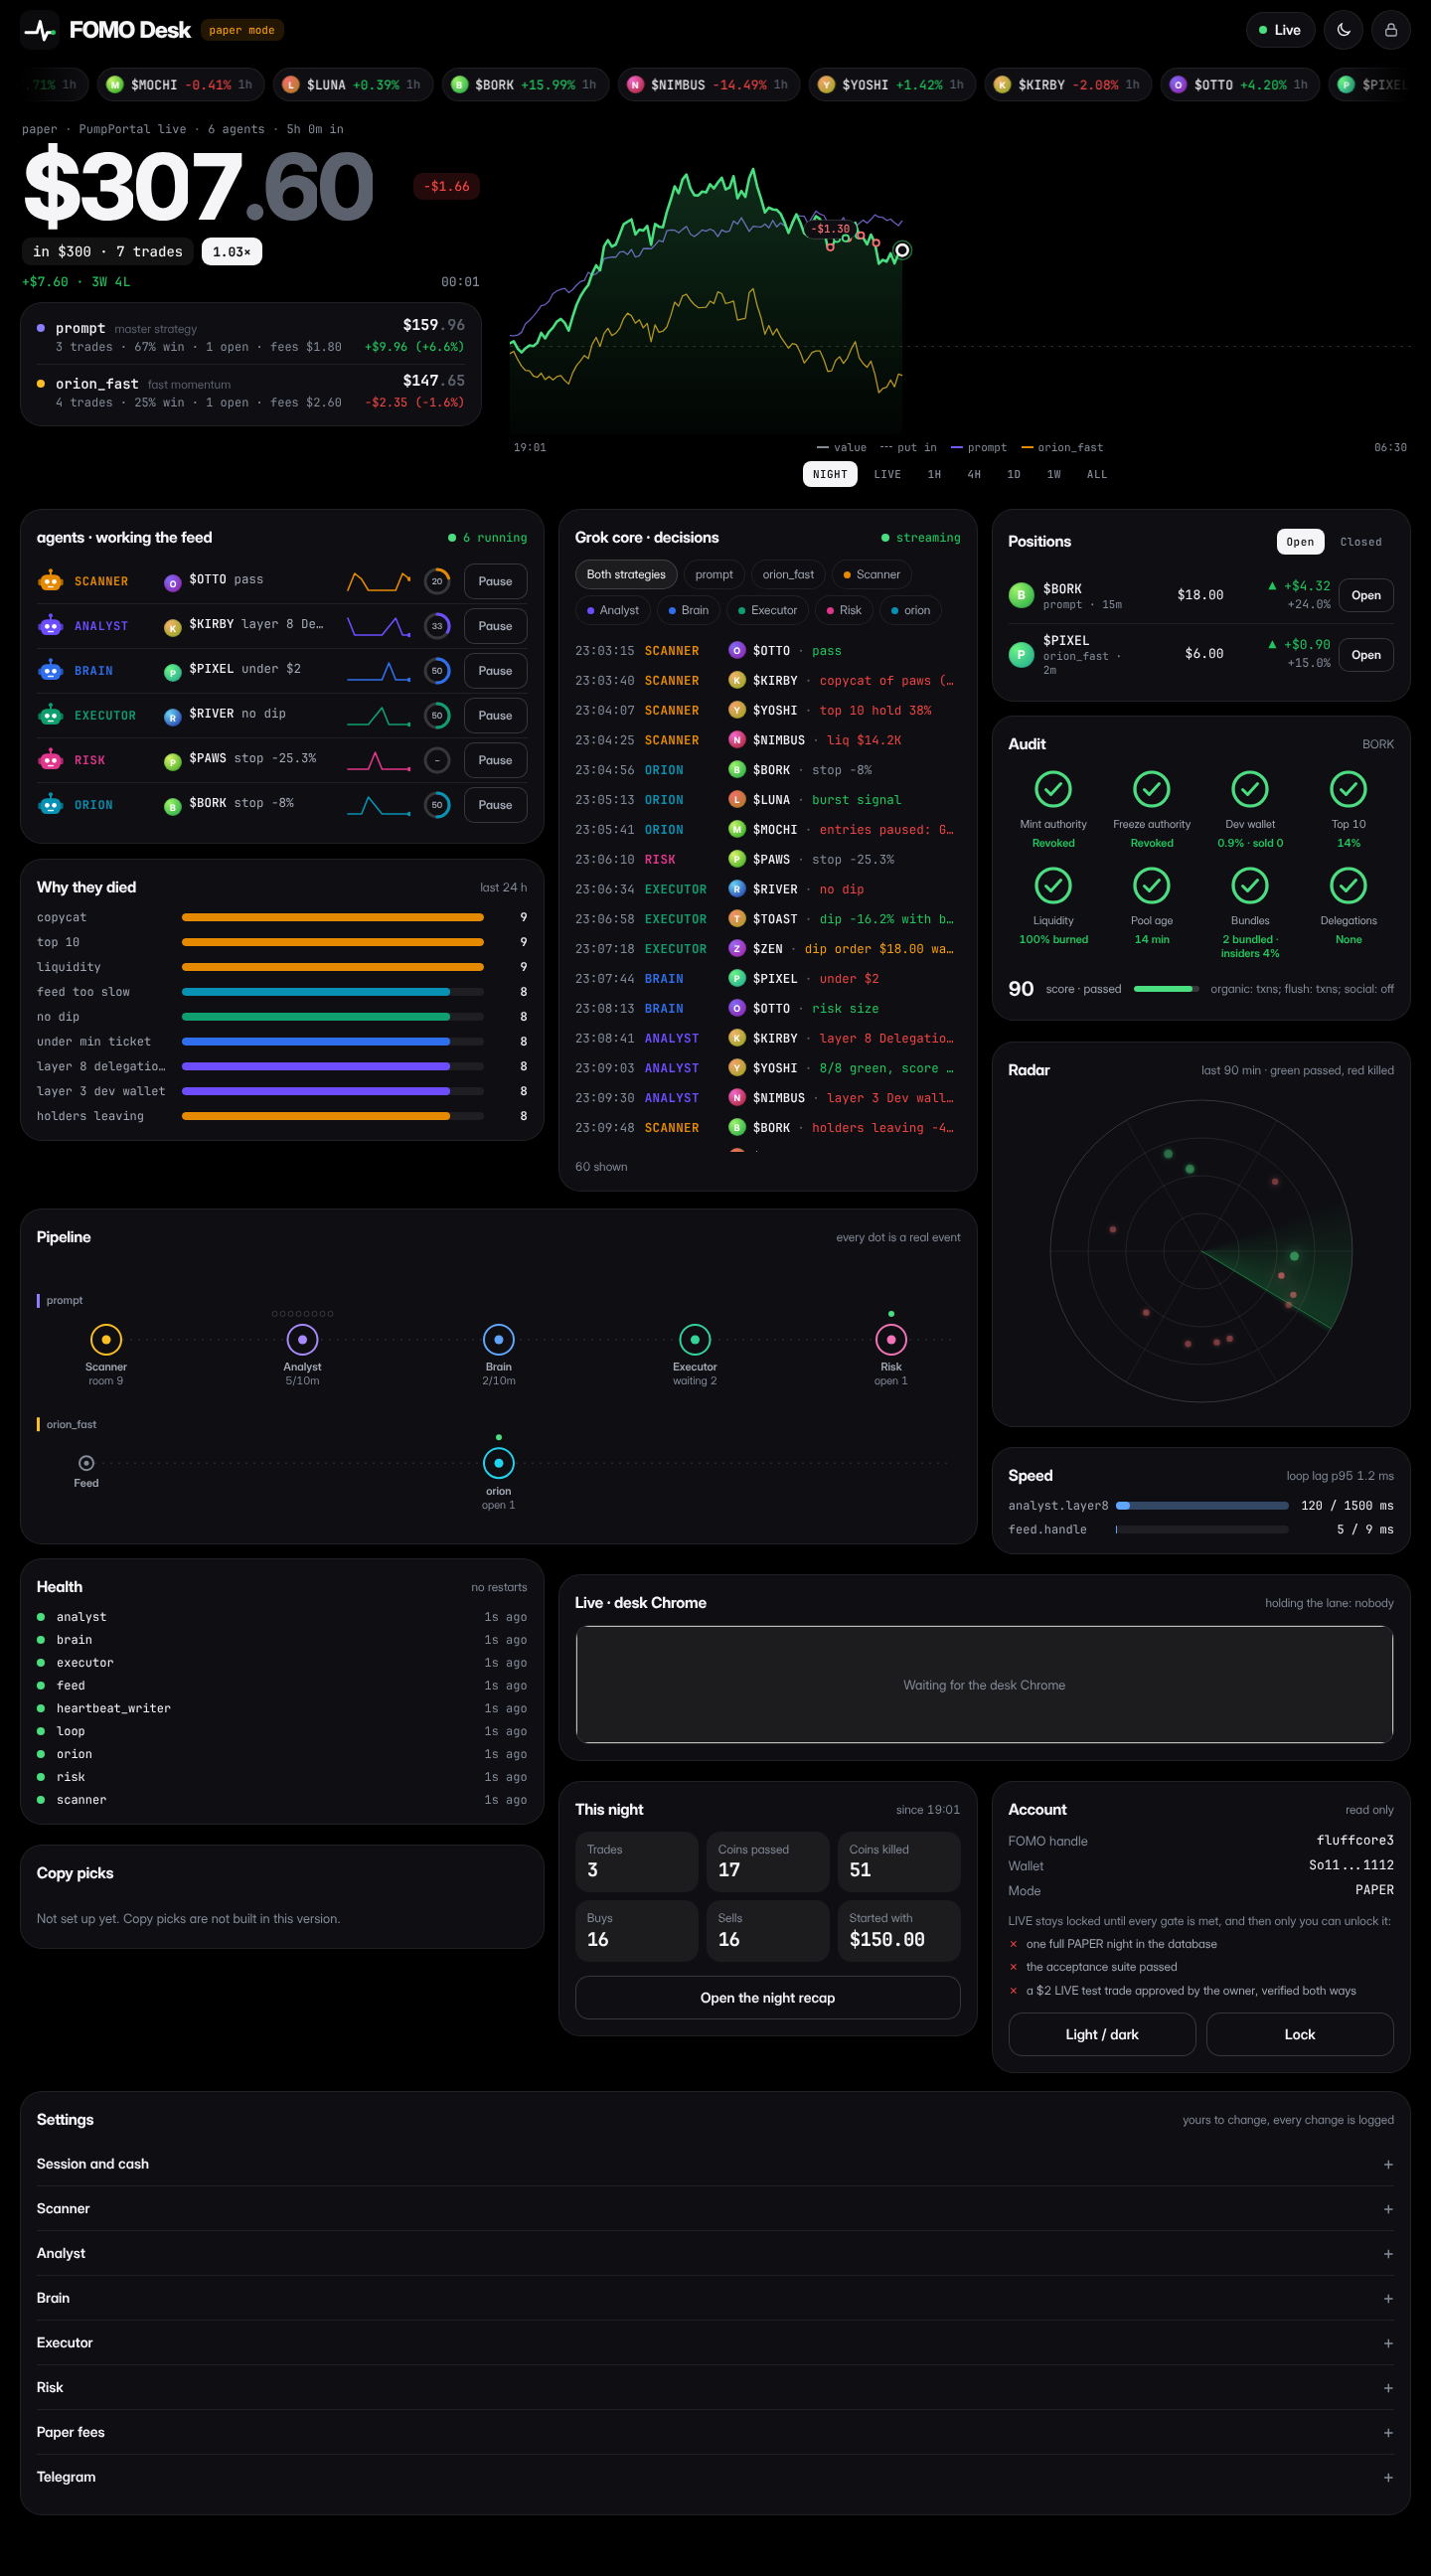 FOMO Desk paper mode Live
.71% 1h M $MOCHI -0.41% 1h L $LUNA +0.39% 1h B $BORK +15.99% 1h N $NIMBUS -14.49% 1h Y $YOSHI +1.42% 1h K $KIRBY -2.08% 1h O $OTTO +4.20% 1h P $PIXEL
paper · PumpPortal live · 6 agents · 5h 0m in
$307.60 -$1.66
in $300 · 7 trades 1.03×
+$7.60 · 3W 4L 00:01
prompt master strategy $159.96
3 trades · 67% win · 1 open · fees $1.80 +$9.96 (+6.6%)
orion_fast fast momentum $147.65
4 trades · 25% win · 1 open · fees $2.60 -$2.35 (-1.6%)
-$1.30
19:01 value put in prompt orion_fast 06:30
NIGHT LIVE 1H 4H 1D 1W ALL
agents · working the feed 6 running
SCANNER O $OTTO pass 20 Pause
ANALYST K $KIRBY layer 8 De… 33 Pause
BRAIN P $PIXEL under $2 50 Pause
EXECUTOR R $RIVER no dip 50 Pause
RISK P $PAWS stop -25.3% – Pause
ORION B $BORK stop -8% 50 Pause
Why they died last 24 h
copycat 9
top 10 9
liquidity 9
feed too slow 8
no dip 8
under min ticket 8
layer 8 delegatio… 8
layer 3 dev wallet 8
holders leaving 8
Grok core · decisions streaming
Both strategies prompt orion_fast Scanner
Analyst Brain Executor Risk orion
23:03:15 SCANNER O $OTTO · pass
23:03:40 SCANNER K $KIRBY · copycat of paws (…
23:04:07 SCANNER Y $YOSHI · top 10 hold 38%
23:04:25 SCANNER N $NIMBUS · liq $14.2K
23:04:56 ORION B $BORK · stop -8%
23:05:13 ORION L $LUNA · burst signal
23:05:41 ORION M $MOCHI · entries paused: G…
23:06:10 RISK P $PAWS · stop -25.3%
23:06:34 EXECUTOR R $RIVER · no dip
23:06:58 EXECUTOR T $TOAST · dip -16.2% with b…
23:07:18 EXECUTOR Z $ZEN · dip order $18.00 wa…
23:07:44 BRAIN P $PIXEL · under $2
23:08:13 BRAIN O $OTTO · risk size
23:08:41 ANALYST K $KIRBY · layer 8 Delegatio…
23:09:03 ANALYST Y $YOSHI · 8/8 green, score …
23:09:30 ANALYST N $NIMBUS · layer 3 Dev wall…
23:09:48 SCANNER B $BORK · holders leaving -4…
60 shown
Positions Open Closed
B $BORK $18.00 ▲ +$4.32 Open
prompt · 15m +24.0%
P $PIXEL $6.00 ▲ +$0.90 Open
orion_fast · +15.0%
2m
Audit BORK
Mint authority Freeze authority Dev wallet Top 10
Revoked Revoked 0.9% · sold 0 14%
Liquidity Pool age Bundles Delegations
100% burned 14 min 2 bundled · None
insiders 4%
90 score · passed organic: txns; flush: txns; social: off
Radar last 90 min · green passed, red killed
Pipeline every dot is a real event
prompt
Scanner Analyst Brain Executor Risk
room 9 5/10m 2/10m waiting 2 open 1
orion_fast
Feed orion
open 1
Speed loop lag p95 1.2 ms
analyst.layer8 120 / 1500 ms
feed.handle 5 / 9 ms
Health no restarts
analyst 1s ago
brain 1s ago
executor 1s ago
feed 1s ago
heartbeat_writer 1s ago
loop 1s ago
orion 1s ago
risk 1s ago
scanner 1s ago
Live · desk Chrome holding the lane: nobody
Waiting for the desk Chrome
Copy picks
Not set up yet. Copy picks are not built in this version.
This night since 19:01
Trades Coins passed Coins killed
3 17 51
Buys Sells Started with
16 16 $150.00
Open the night recap
Account read only
FOMO handle fluffcore3
Wallet So11...1112
Mode PAPER
LIVE stays locked until every gate is met, and then only you can unlock it:
× one full PAPER night in the database
× the acceptance suite passed
× a $2 LIVE test trade approved by the owner, verified both ways
Light / dark Lock
Settings yours to change, every change is logged
Session and cash +
Scanner +
Analyst +
Brain +
Executor +
Risk +
Paper fees +
Telegram +